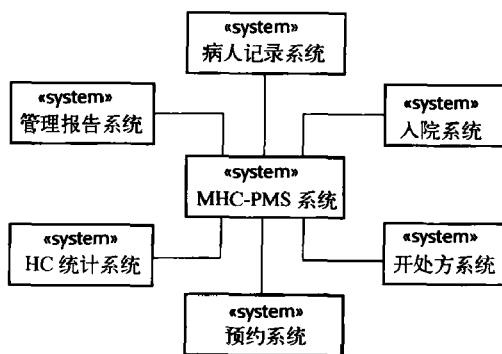 «system»
病人记录系统
«system»
管理报告系统
«system»
入院系统
«system»
MHC-PMS 系统
«system»
HC 统计系统
«system»
开处方系统
«system»
预约系统